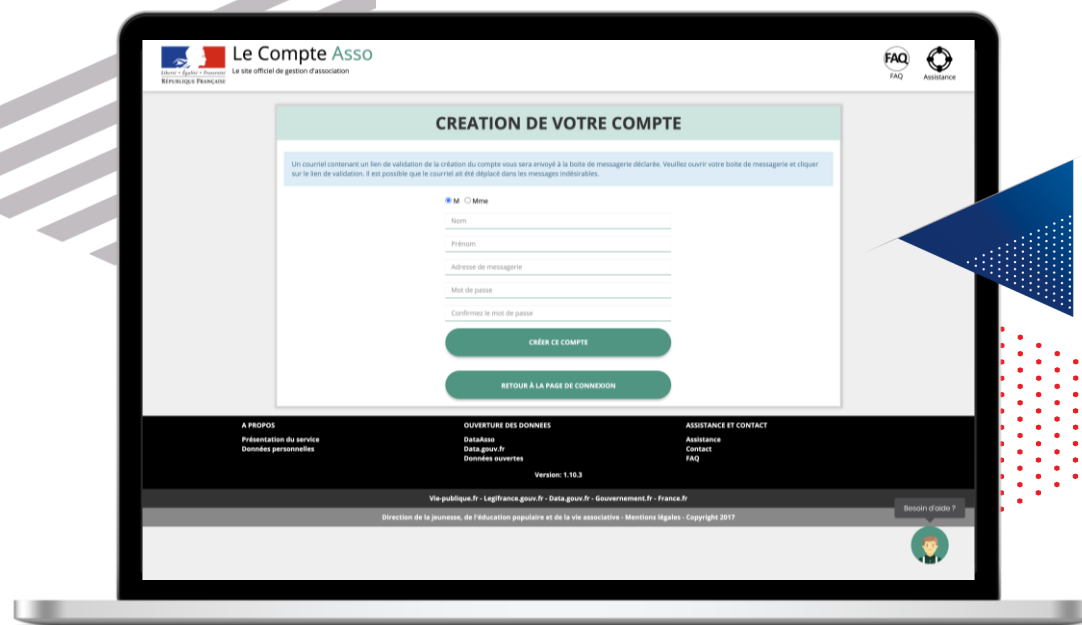 Le Compte Asso
Le site officiel de gestion d'association
Liberté • Égalité • Fraternité
RÉPUBLIQUE FRANÇAISE
FAQ
FAQ
Assistance
CREATION DE VOTRE COMPTE
Un courriel contenant un lien de validation de la création du compte vous sera envoyé à la boite de messagerie déclarée. Veuillez ouvrir votre boite de messagerie et cliquer
sur le lien de validation. Il est possible que le courriel ait été déplacé dans les messages indésirables.
M Mme
Nom
Prénom
Adresse de messagerie
Mot de passe
Confirmez le mot de passe
CRÉER CE COMPTE
RETOUR À LA PAGE DE CONNEXION
A PROPOS
Présentation du service
Données personnelles
OUVERTURE DES DONNEES
DataAsso
Data.gouv.fr
Données ouvertes
ASSISTANCE ET CONTACT
Assistance
Contact
FAQ
Version: 1.10.3
Vie-publique.fr - Legifrance.gouv.fr - Data.gouv.fr - Gouvernement.fr - France.fr
Direction de la jeunesse, de l'éducation populaire et de la vie associative - Mentions légales - Copyright 2017
Besoin d'aide ?